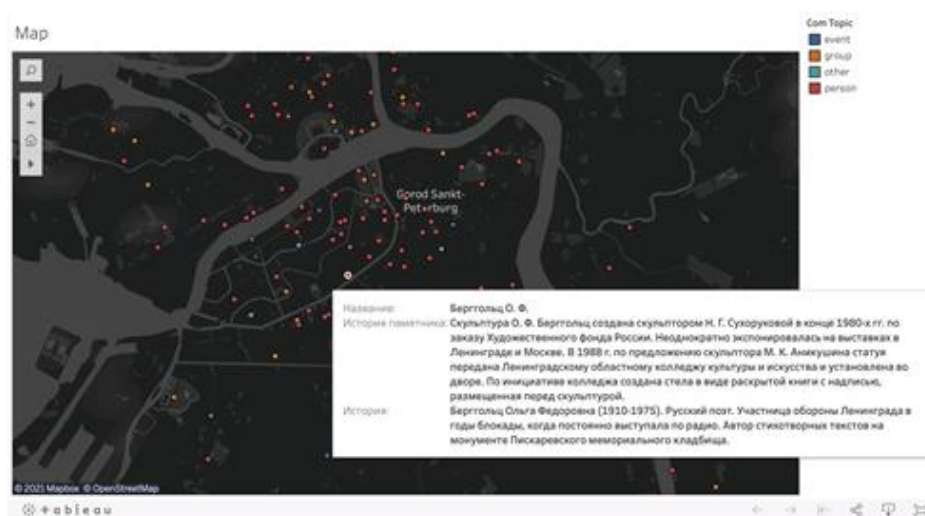 Map
Com Topic
event
group
other
person
Gorod Sankt-
Peterburg
Название: Берггольц О. Ф.
История памятника: Скульптура О. Ф. Берггольц создана скульптором Н. Г. Сухоруковой в конце 1980-х гг. по
заказу Художественного фонда России. Неоднократно экспонировалась на выставках в
Ленинграде и Москве. В 1988 г. по предложению скульптора М. К. Аникушина статуя
передана Ленинградскому областному колледжу культуры и искусства и установлена во
дворе. По инициативе колледжа создана стела в виде раскрытой книги с надписью,
размещенная перед скульптурой.
История: Берггольц Ольга Федоровна (1910-1975). Русский поэт. Участница обороны Ленинграда в
годы блокады, когда постоянно выступала по радио. Автор стихотворных текстов на
монументе Пискаревского мемориального кладбища.
© 2021 Mapbox © OpenStreetMap
+ableau